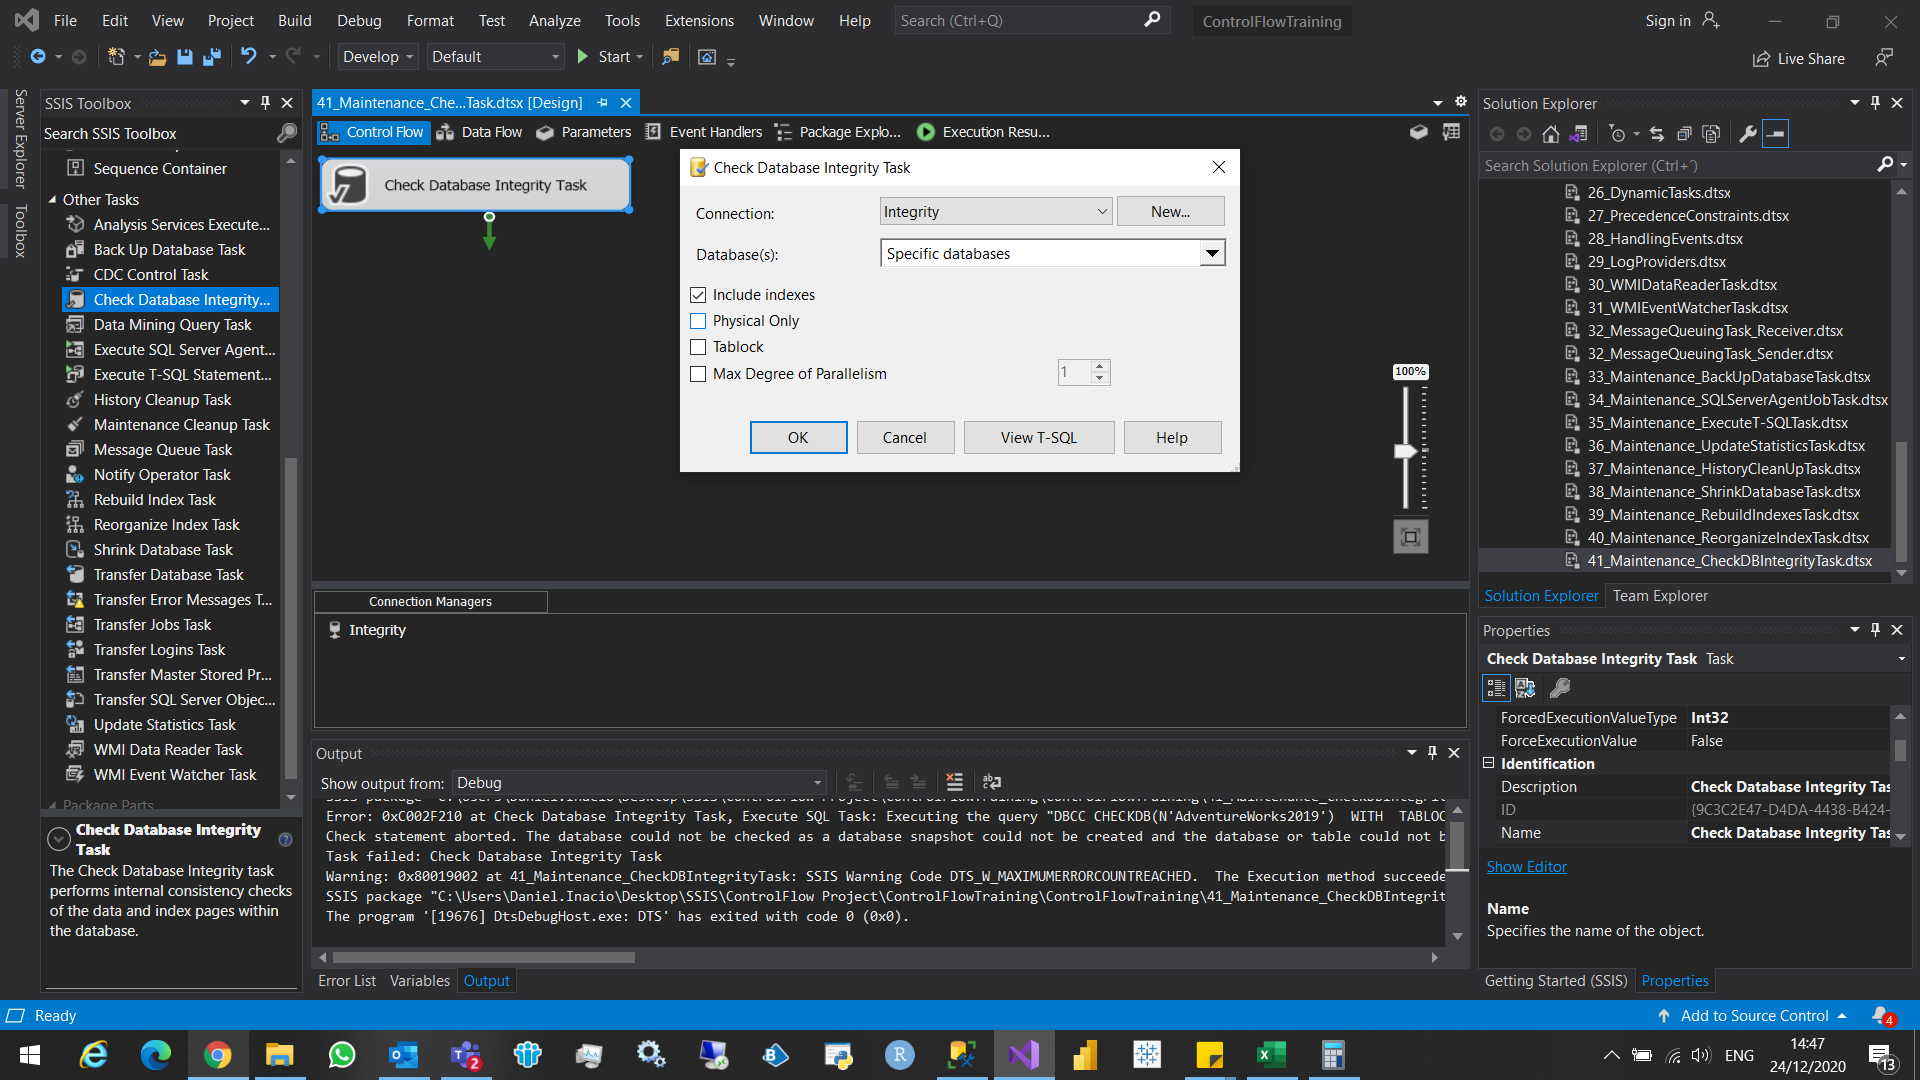 File Edit View Project Build Debug Format Test Analyze Tools Extensions Window Help Search (Ctrl+Q) ControlFlowTraining Sign in
Develop Default Start Live Share
Server Explorer
Toolbox
SSIS Toolbox
Search SSIS Toolbox
Sequence Container
Other Tasks
Analysis Services Execute...
Back Up Database Task
CDC Control Task
Check Database Integrity...
Data Mining Query Task
Execute SQL Server Agent...
Execute T-SQL Statement...
History Cleanup Task
Maintenance Cleanup Task
Message Queue Task
Notify Operator Task
Rebuild Index Task
Reorganize Index Task
Shrink Database Task
Transfer Database Task
Transfer Error Messages T...
Transfer Jobs Task
Transfer Logins Task
Transfer Master Stored Pr...
Transfer SQL Server Objec...
Update Statistics Task
WMI Data Reader Task
WMI Event Watcher Task
Package Parts
Check Database Integrity
Task
The Check Database Integrity task
performs internal consistency checks
of the data and index pages within
the database.
41_Maintenance_Che...Task.dtsx [Design]
Control Flow Data Flow Parameters Event Handlers Package Explo... Execution Resu...
Check Database Integrity Task
Check Database Integrity Task
Connection: Integrity New...
Database(s): Specific databases
Include indexes
Physical Only
Tablock
Max Degree of Parallelism 1
OK Cancel View T-SQL Help
100%
Connection Managers
Integrity
Output
Show output from: Debug
SSIS package "C:\Users\Daniel.Inacio\Desktop\SSIS\ControlFlow Project\ControlFlowTraining\ControlFlowTraining\41_Maintenance_CheckDBIntegrit
Error: 0xC002F210 at Check Database Integrity Task, Execute SQL Task: Executing the query "DBCC CHECKDB(N'AdventureWorks2019') WITH TABLOC
Check statement aborted. The database could not be checked as a database snapshot could not be created and the database or table could not b
Task failed: Check Database Integrity Task
Warning: 0x80019002 at 41_Maintenance_CheckDBIntegrityTask: SSIS Warning Code DTS_W_MAXIMUMERRORCOUNTREACHED. The Execution method succeede
SSIS package "C:\Users\Daniel.Inacio\Desktop\SSIS\ControlFlow Project\ControlFlowTraining\ControlFlowTraining\41_Maintenance_CheckDBIntegrit
The program '[19676] DtsDebugHost.exe: DTS' has exited with code 0 (0x0).
Error List Variables Output
Solution Explorer
Search Solution Explorer (Ctrl+´)
26_DynamicTasks.dtsx
27_PrecedenceConstraints.dtsx
28_HandlingEvents.dtsx
29_LogProviders.dtsx
30_WMIDataReaderTask.dtsx
31_WMIEventWatcherTask.dtsx
32_MessageQueuingTask_Receiver.dtsx
32_MessageQueuingTask_Sender.dtsx
33_Maintenance_BackUpDatabaseTask.dtsx
34_Maintenance_SQLServerAgentJobTask.dtsx
35_Maintenance_ExecuteT-SQLTask.dtsx
36_Maintenance_UpdateStatisticsTask.dtsx
37_Maintenance_HistoryCleanUpTask.dtsx
38_Maintenance_ShrinkDatabaseTask.dtsx
39_Maintenance_RebuildIndexesTask.dtsx
40_Maintenance_ReorganizeIndexTask.dtsx
41_Maintenance_CheckDBIntegrityTask.dtsx
Solution Explorer Team Explorer
Properties
Check Database Integrity Task Task
ForcedExecutionValueType Int32
ForceExecutionValue False
Identification
Description Check Database Integrity Tas
ID {9C3C2E47-D4DA-4438-B424-
Name Check Database Integrity Tas
Show Editor
Name
Specifies the name of the object.
Getting Started (SSIS) Properties
Ready Add to Source Control 4
2 ENG 14:47
24/12/2020 13